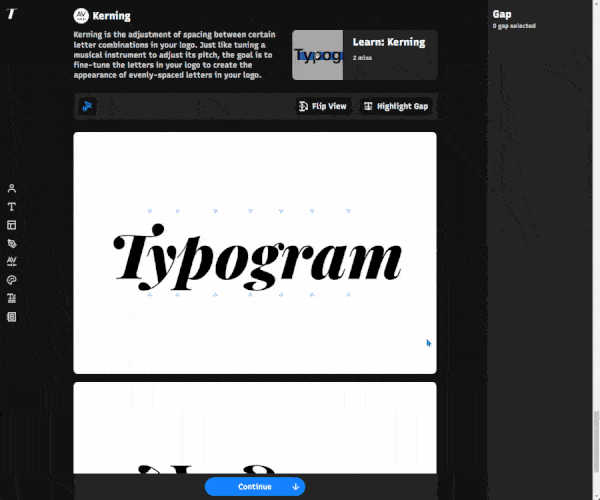 T
AV
Kerning
Kerning is the adjustment of spacing between certain
letter combinations in your logo. Just like tuning a
musical instrument to adjust its pitch, the goal is to
fine-tune the letters in your logo to create the
appearance of evenly-spaced letters in your logo.
Typog
Learn: Kerning
2 mins
Gap
0 gap selected
Flip View
Highlight Gap
T
AV
Typogram
Continue